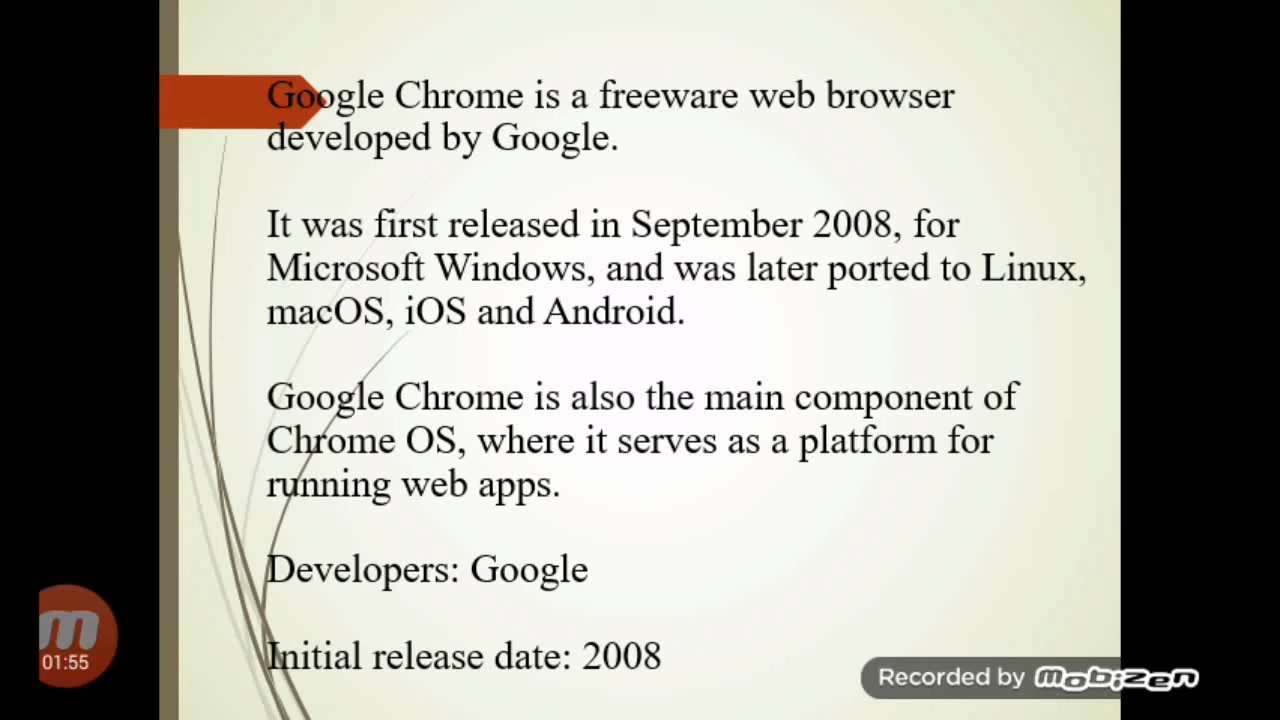 Google Chrome is a freeware web browser
developed by Google.
It was first released in September 2008, for
Microsoft Windows, and was later ported to Linux,
macOS, iOS and Android.
Google Chrome is also the main component of
Chrome OS, where it serves as a platform for
running web apps.
Developers: Google
Initial release date: 2008
m
01:55
Recorded by mobizen